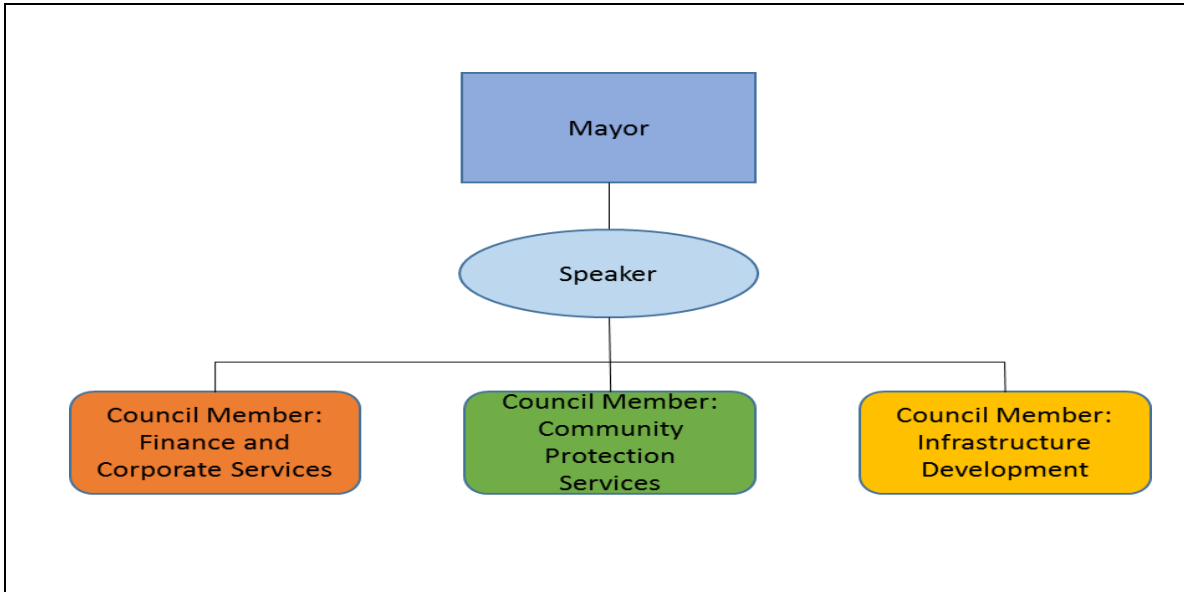 Mayor
Speaker
Council Member:
Finance and
Corporate Services
Council Member:
Community
Protection
Services
Council Member:
Infrastructure
Development